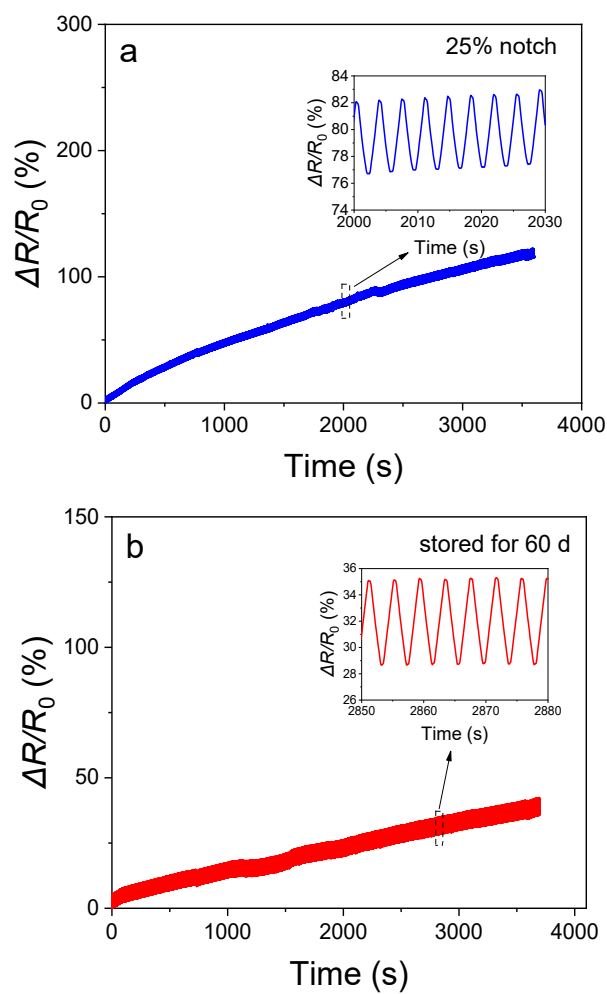 a
25% notch
ΔR/R0 (%)
300
200
100
0
0 1000 2000 3000 4000
Time (s)
ΔR/R0 (%)
84
82
80
78
76
74
2000 2010 2020 2030
Time (s)
b
stored for 60 d
ΔR/R0 (%)
150
100
50
0
0 1000 2000 3000 4000
Time (s)
ΔR/R0 (%)
36
34
32
30
28
26
2850 2860 2870 2880
Time (s)